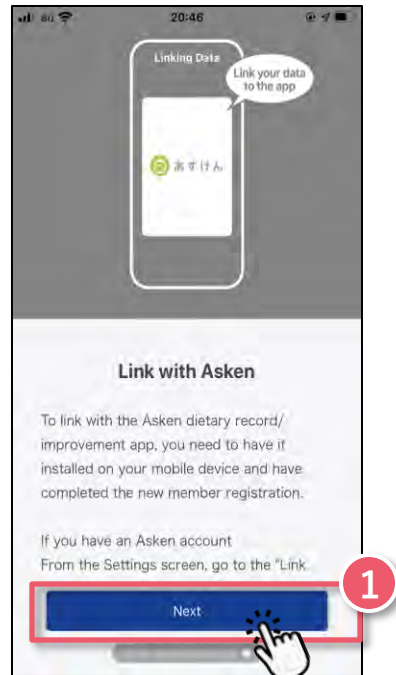 au
20:46
Linking Data
Link your data
to the app
あすけん
Link with Asken
To link with the Asken dietary record/
improvement app, you need to have it
installed on your mobile device and have
completed the new member registration.
If you have an Asken account
From the Settings screen, go to the "Link
Next
1